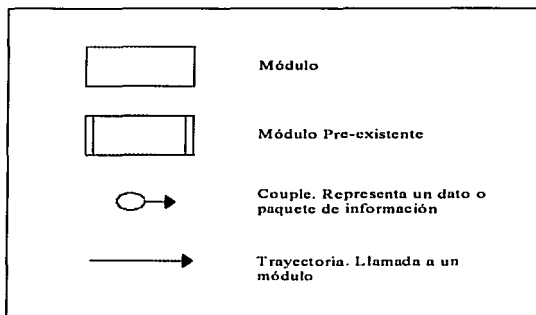 Módulo
Módulo Pre-existente
Couple. Representa un dato o
paquete de información
Trayectoria. Llamada a un
módulo